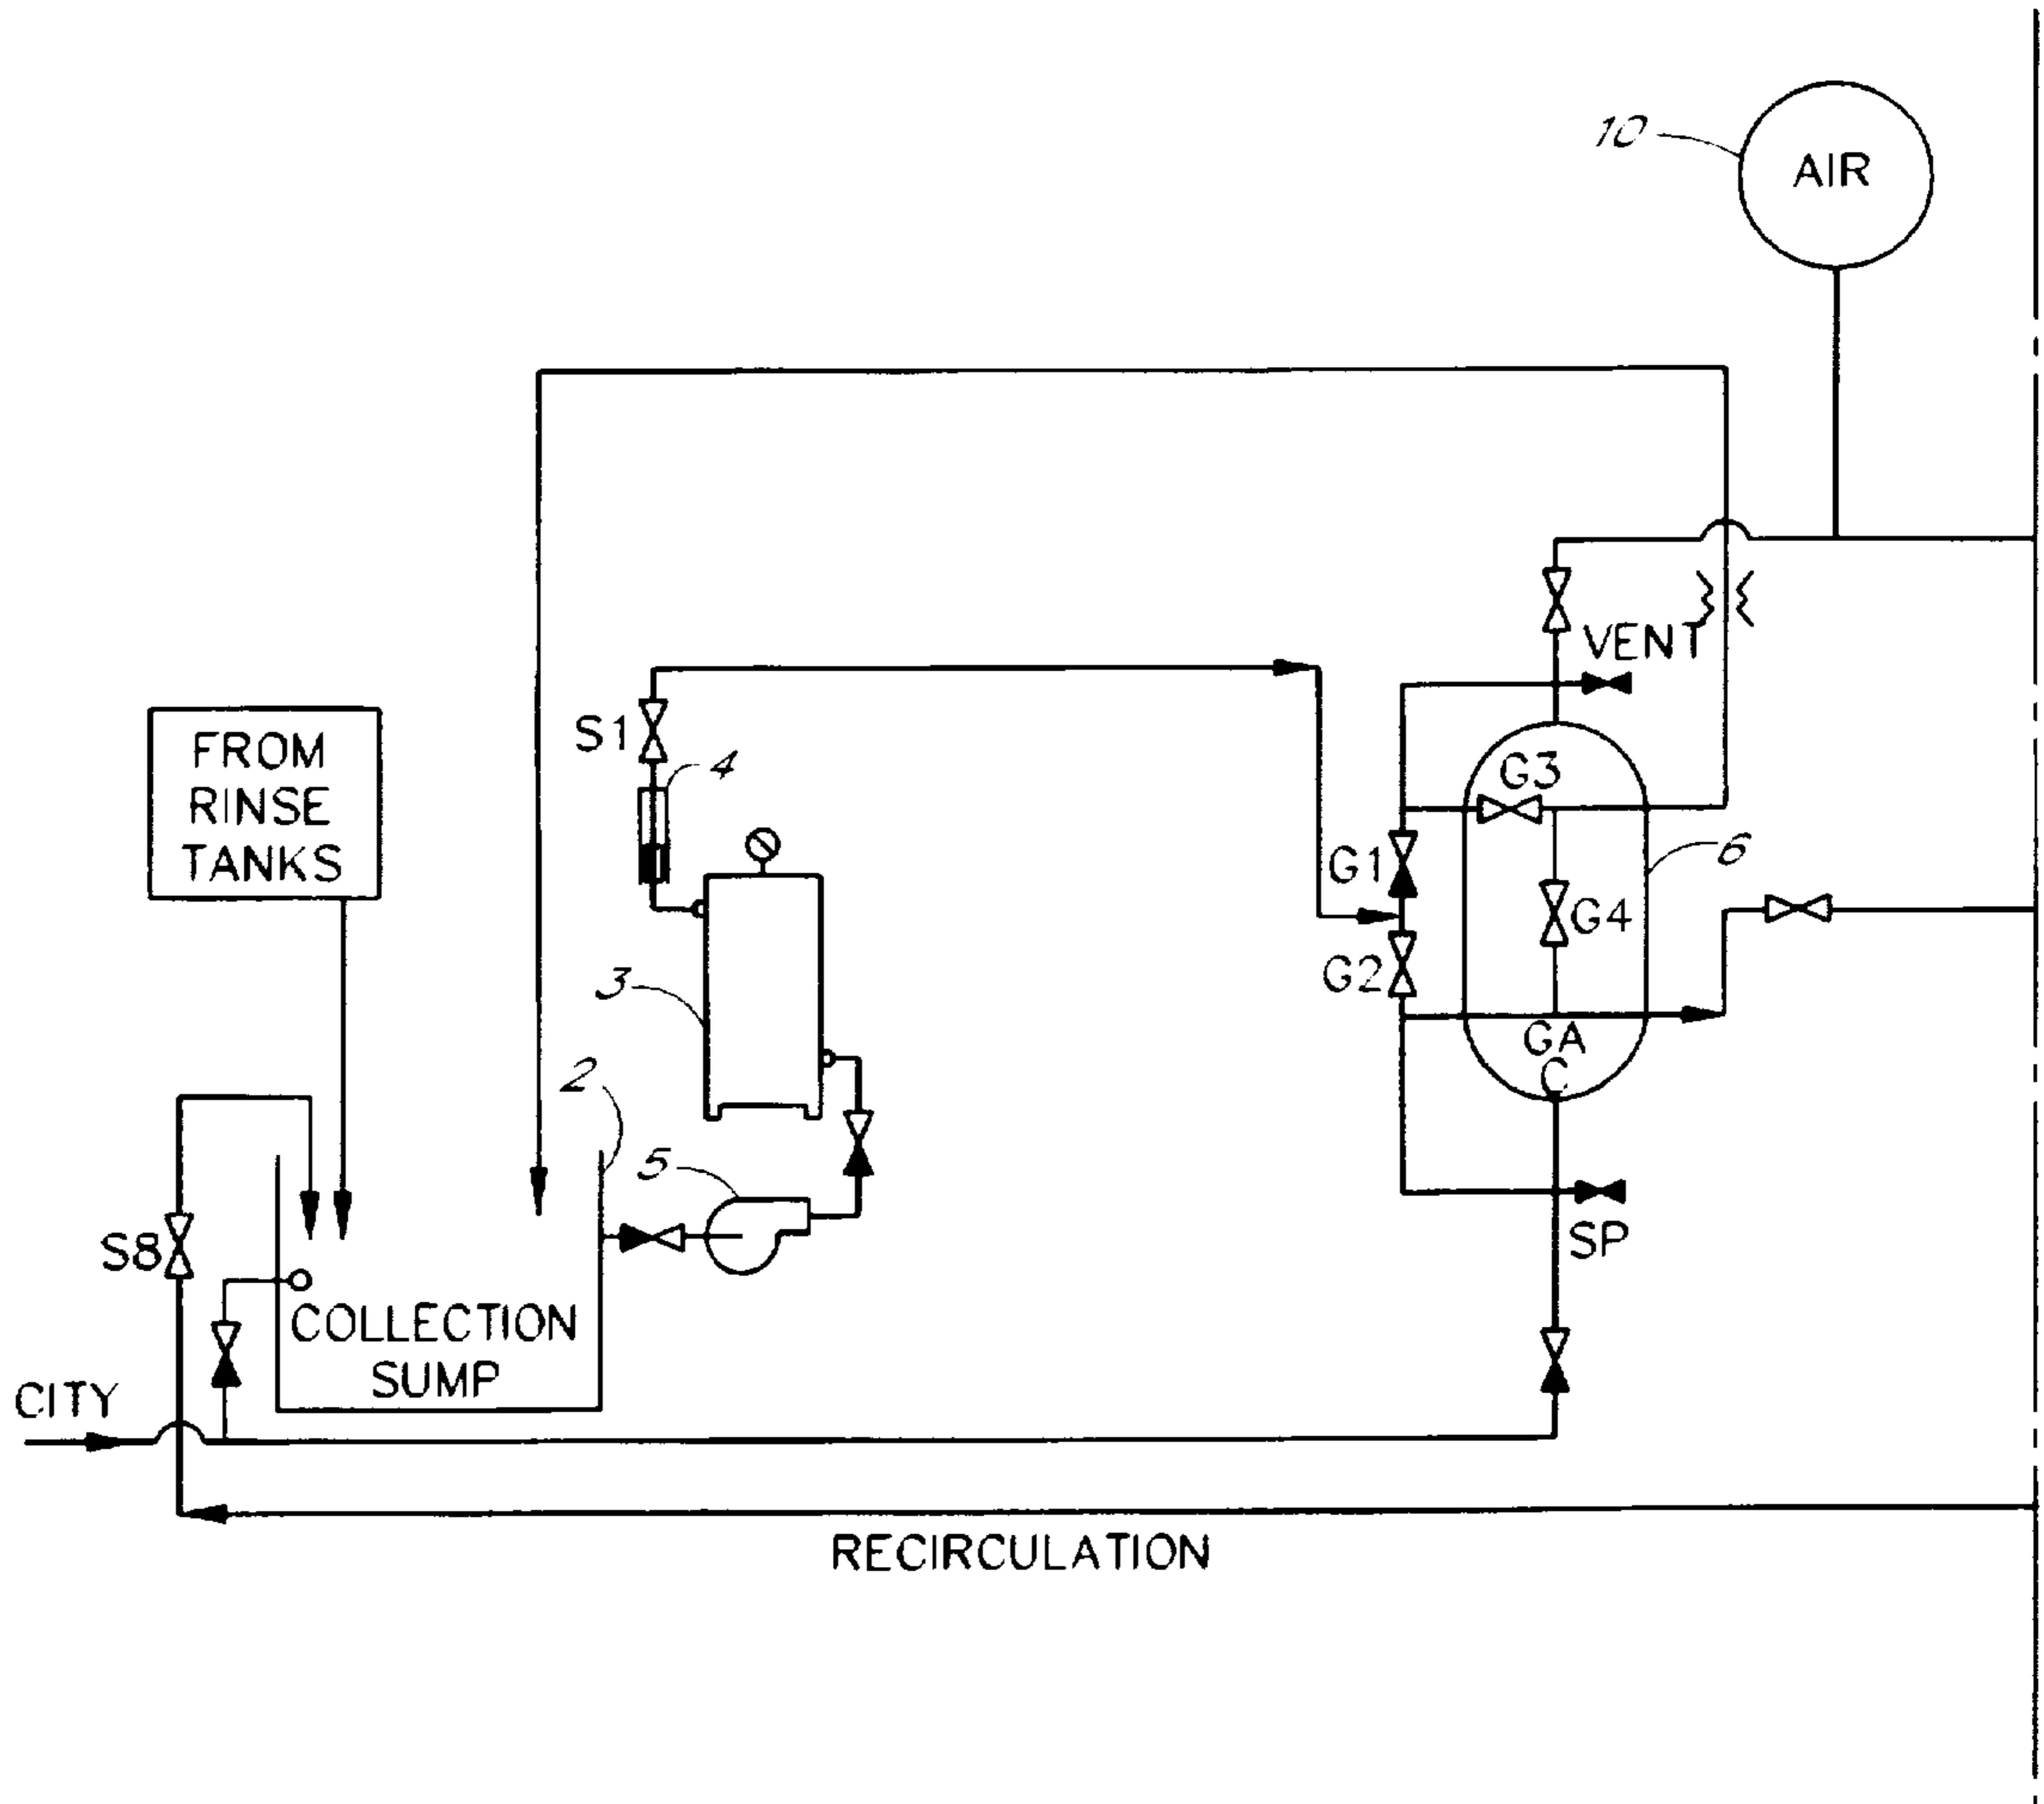 10
AIR
VENT
S1
4
FROM
RINSE
TANKS
G3
G1
6
G4
3
G2
GA
C
2
5
S8
SP
COLLECTION
SUMP
CITY
RECIRCULATION